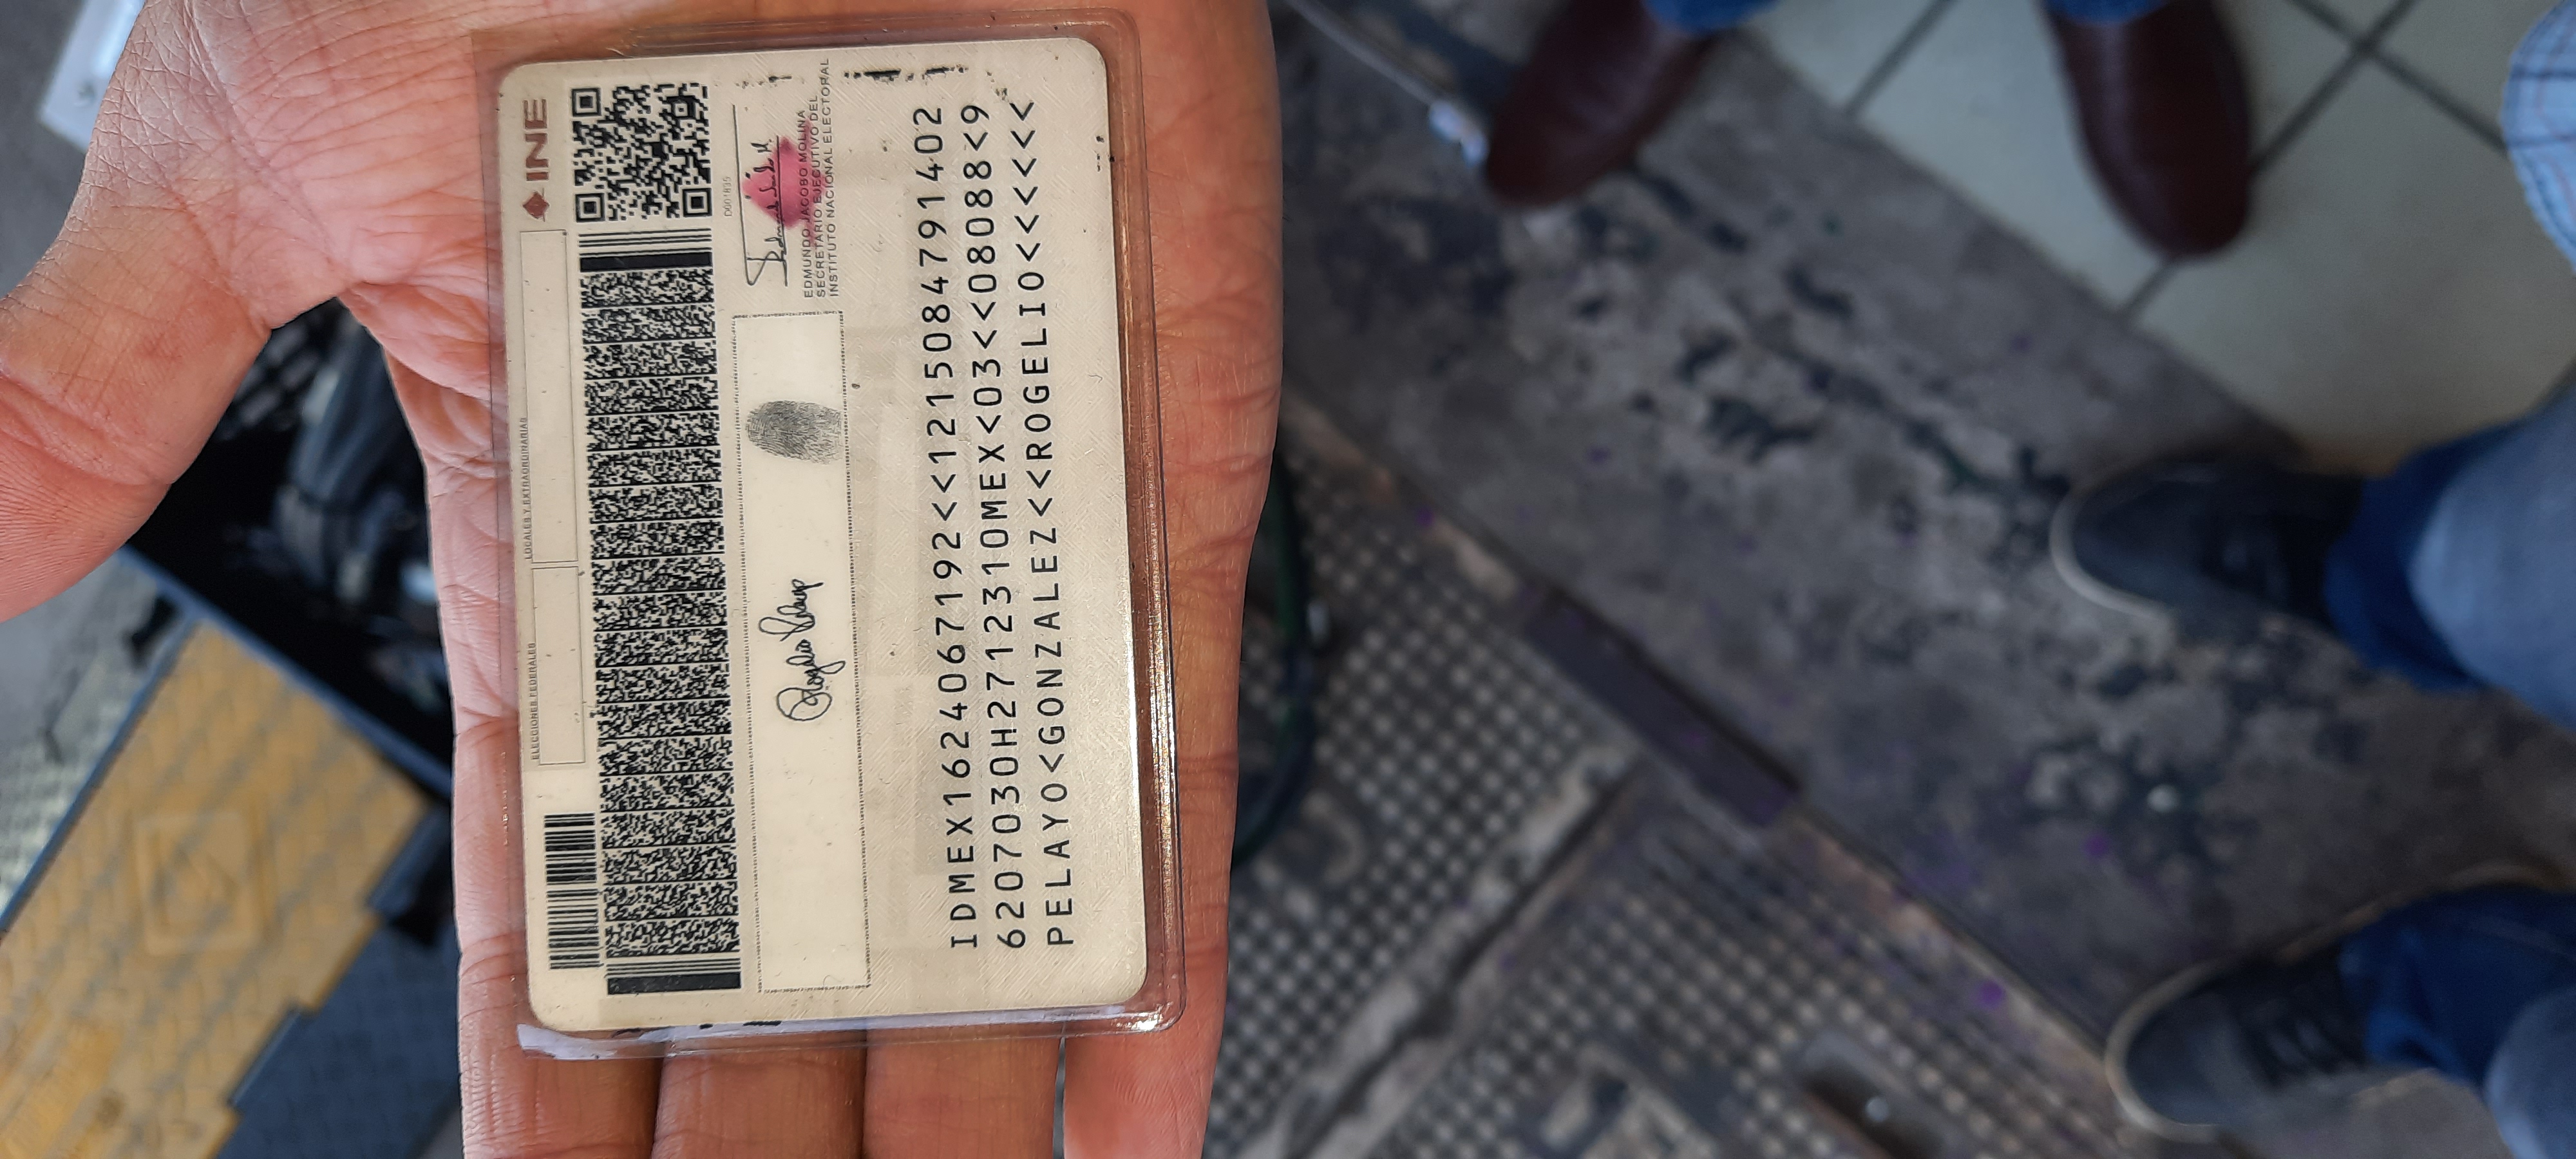 ELECCIONES FEDERALES
LOCALES Y EXTRAORDINARIAS
INE
D001835
EDMUNDO JACOBO MOLINA
SECRETARIO EJECUTIVO DEL
INSTITUTO NACIONAL ELECTORAL
IDMEX1624067192<<1215084791402
6207030H2712310MEX<03<<08088<9
PELAYO<GONZALEZ<<ROGELIO<<<<<<